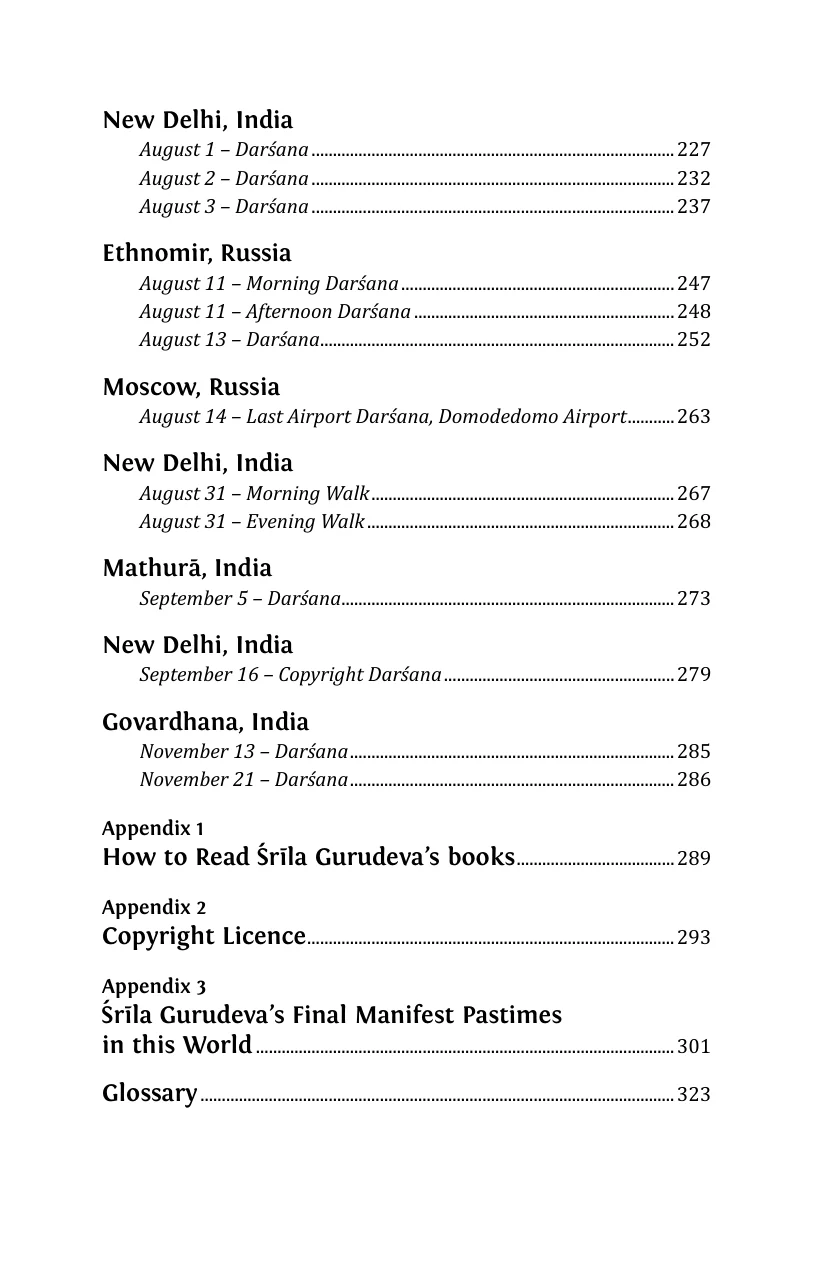 New Delhi, India
August 1 – Darśana 227
August 2 – Darśana 232
August 3 – Darśana 237
Ethnomir, Russia
August 11 – Morning Darśana 247
August 11 – Afternoon Darśana 248
August 13 – Darśana 252
Moscow, Russia
August 14 – Last Airport Darśana, Domodedomo Airport 263
New Delhi, India
August 31 – Morning Walk 267
August 31 – Evening Walk 268
Mathurā, India
September 5 – Darśana 273
New Delhi, India
September 16 – Copyright Darśana 279
Govardhana, India
November 13 – Darśana 285
November 21 – Darśana 286
Appendix 1
How to Read Śrīla Gurudeva’s books 289
Appendix 2
Copyright Licence 293
Appendix 3
Śrīla Gurudeva’s Final Manifest Pastimes
in this World 301
Glossary 323